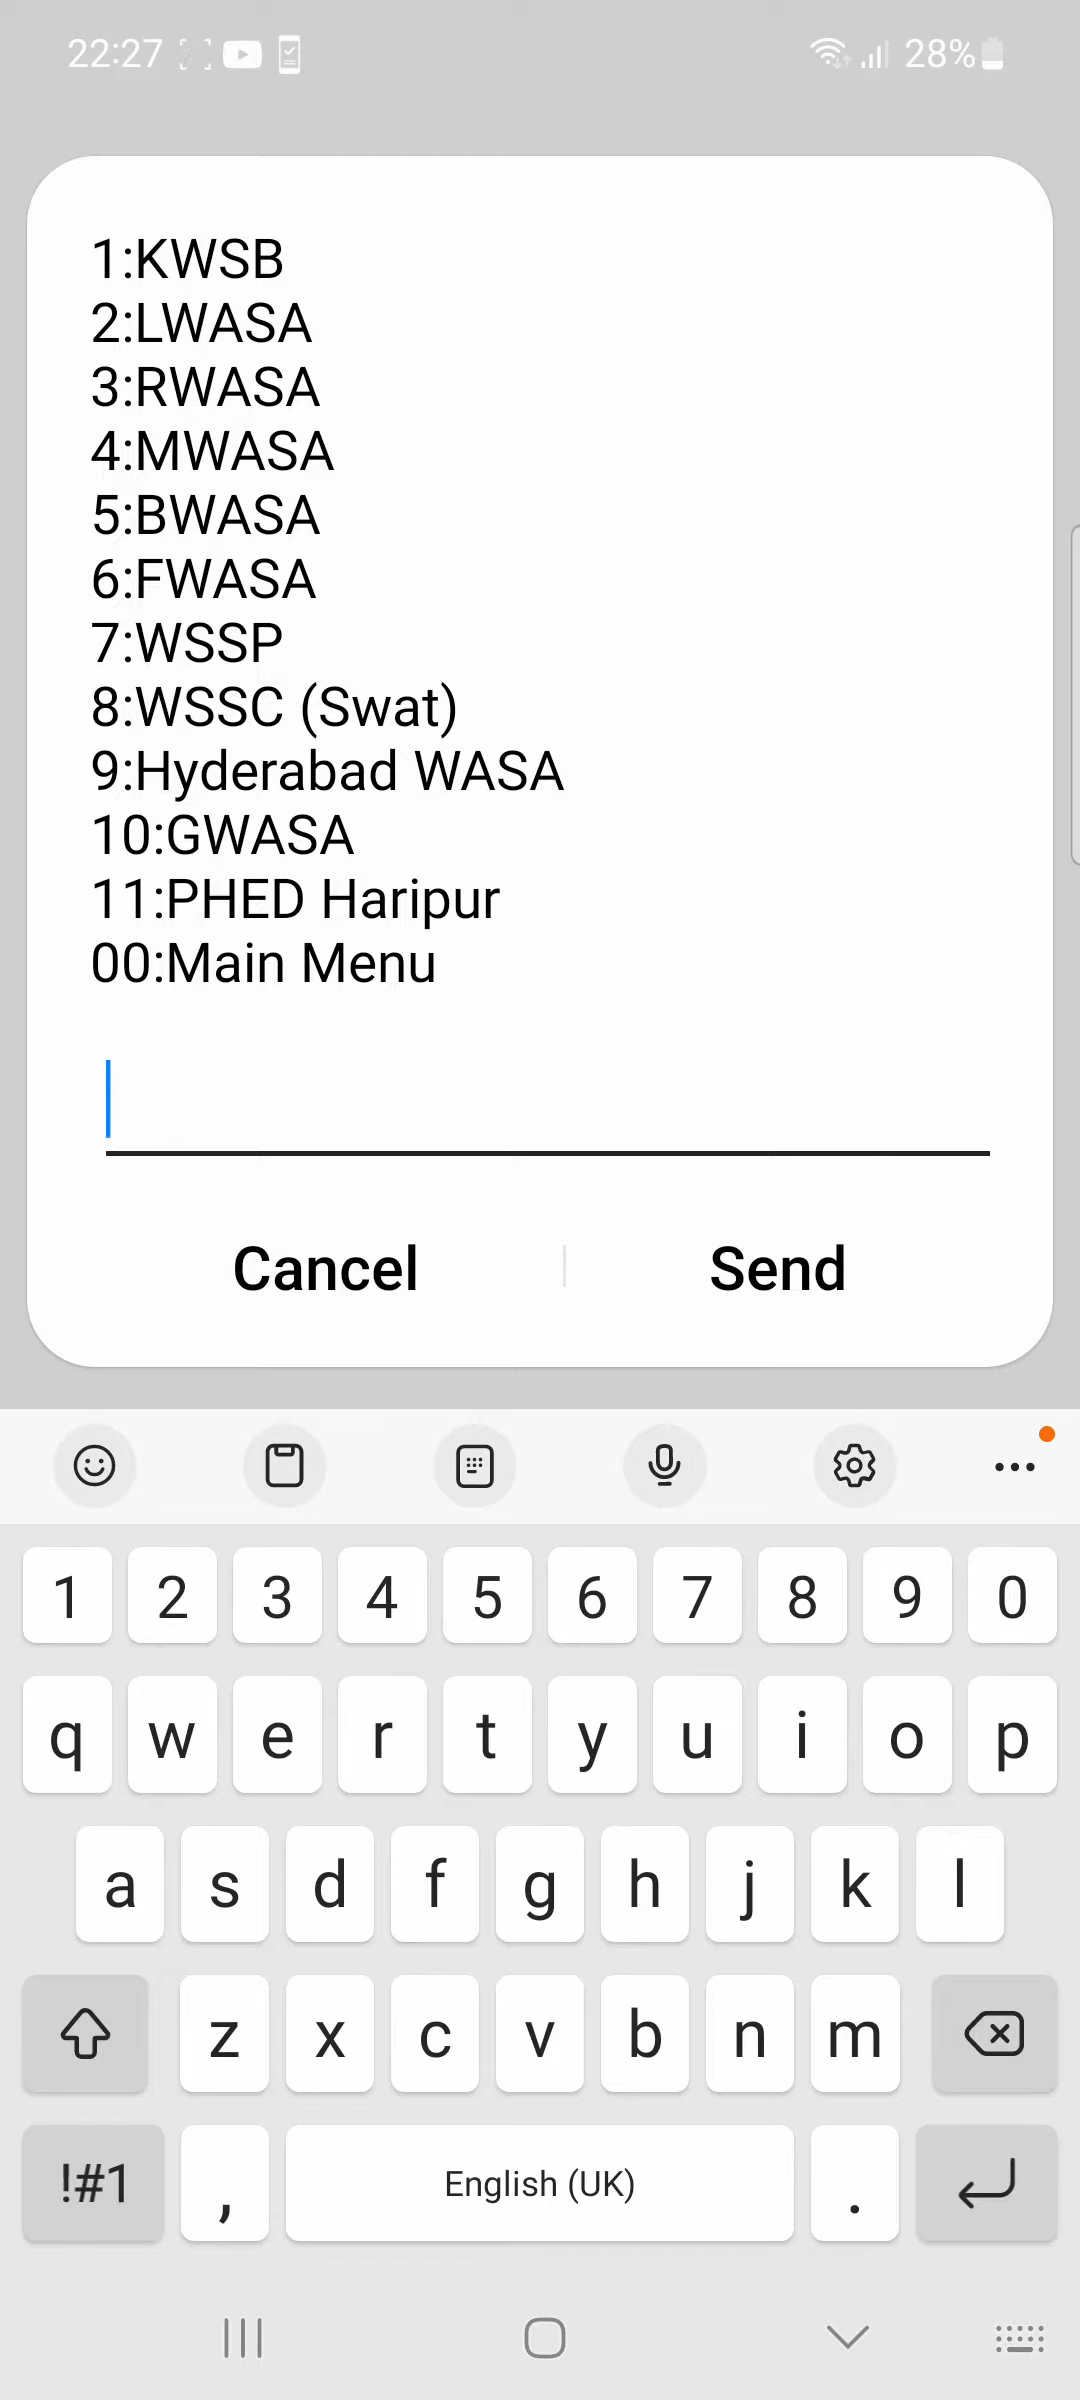 22:27
28%
1:KWSB
2:LWASA
3:RWASA
4:MWASA
5:BWASA
6:FWASA
7:WSSP
8:WSSC (Swat)
9:Hyderabad WASA
10:GWASA
11:PHED Haripur
00:Main Menu
Cancel
Send
1 2 3 4 5 6 7 8 9 0
q w e r t y u i o p
a s d f g h j k l
z x c v b n m
!#1 , English (UK) .